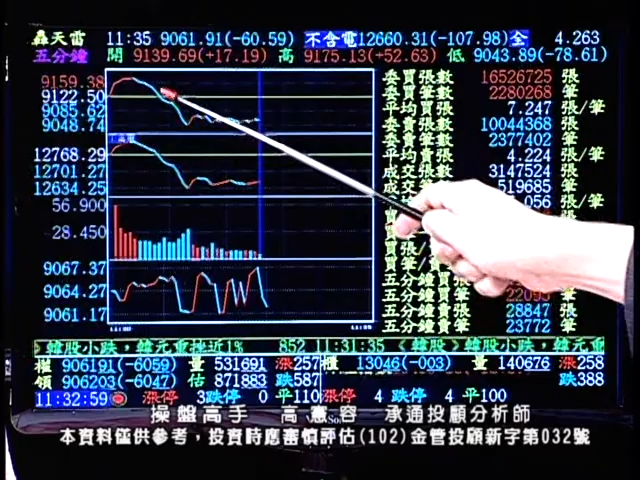 轟天雷 11:35 9061.91(-60.59) 不含電12660.31(-107.98)全 4.263
五分鐘 開 9139.69(+17.19) 高 9175.13(+52.63) 低 9043.89(-78.61)
9159.38
9122.50
9085.62
9048.74
12768.29
12701.27
12634.25
56.900
28.450
9067.37
9064.27
9061.17
委買張數 16526725 張
委買筆數 2280268 筆
平均買張 7.247 張/筆
委賣張數 10044368 張
委賣筆數 2377402 筆
平均賣張 4.224 張/筆
成交張數 3147524 張
成交筆 519685 筆
.056 張/筆
五分鐘買張
五分鐘買筆 22095 筆
五分鐘賣張 28847 張
五分鐘賣筆 23772 筆
韓股小跌，韓元重挫近1% 852 11:31:35 《韓股》韓股小跌，韓元重
權 906191(-6059) 量 531691 漲257 櫃 13046(-003) 量 140676 漲258
領 906203(-6047) 估 871883 跌587 跌388
11:32:59 漲停 3跌停 0 平110 漲停 4 跌停 4 平100
操盤高手 高憲容 承通投顧分析師
本資料僅供參考，投資時應審慎評估(102)金管投顧新字第032號